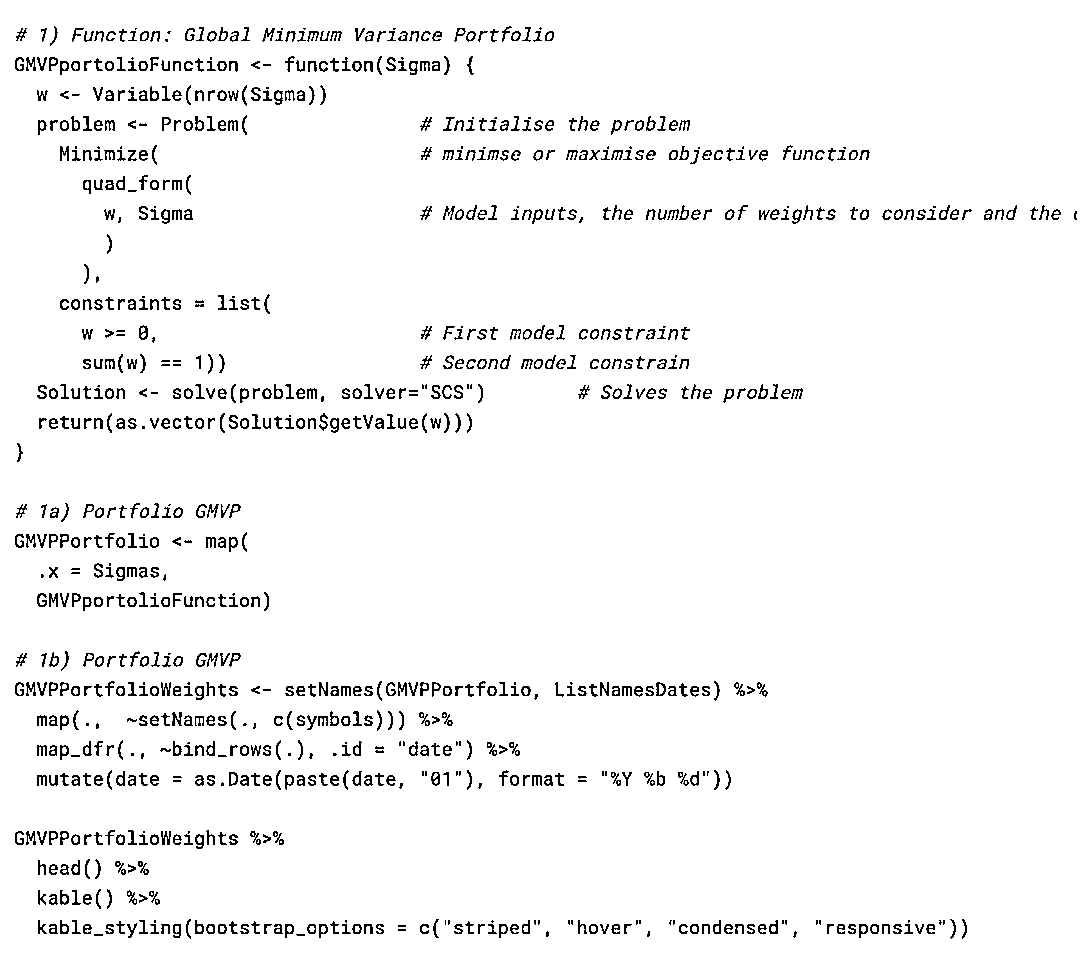 # 1) Function: Global Minimum Variance Portfolio
GMVPportolioFunction <- function(Sigma) {
  w <- Variable(nrow(Sigma))
  problem <- Problem(               # Initialise the problem
    Minimize(                       # minimse or maximise objective function
      quad_form(
        w, Sigma                    # Model inputs, the number of weights to consider and the
        )
      ),
    constraints = list(
      w >= 0,                       # First model constraint
      sum(w) == 1))                 # Second model constrain
  Solution <- solve(problem, solver="SCS")        # Solves the problem
  return(as.vector(Solution$getValue(w)))
}

# 1a) Portfolio GMVP
GMVPPortfolio <- map(
  .x = Sigmas,
  GMVPportolioFunction)

# 1b) Portfolio GMVP
GMVPPortfolioWeights <- setNames(GMVPPortfolio, ListNamesDates) %>%
  map(.,  ~setNames(., c(symbols))) %>%
  map_dfr(., ~bind_rows(.), .id = "date") %>%
  mutate(date = as.Date(paste(date, "01"), format = "%Y %b %d"))

GMVPPortfolioWeights %>%
  head() %>%
  kable() %>%
  kable_styling(bootstrap_options = c("striped", "hover", "condensed", "responsive"))